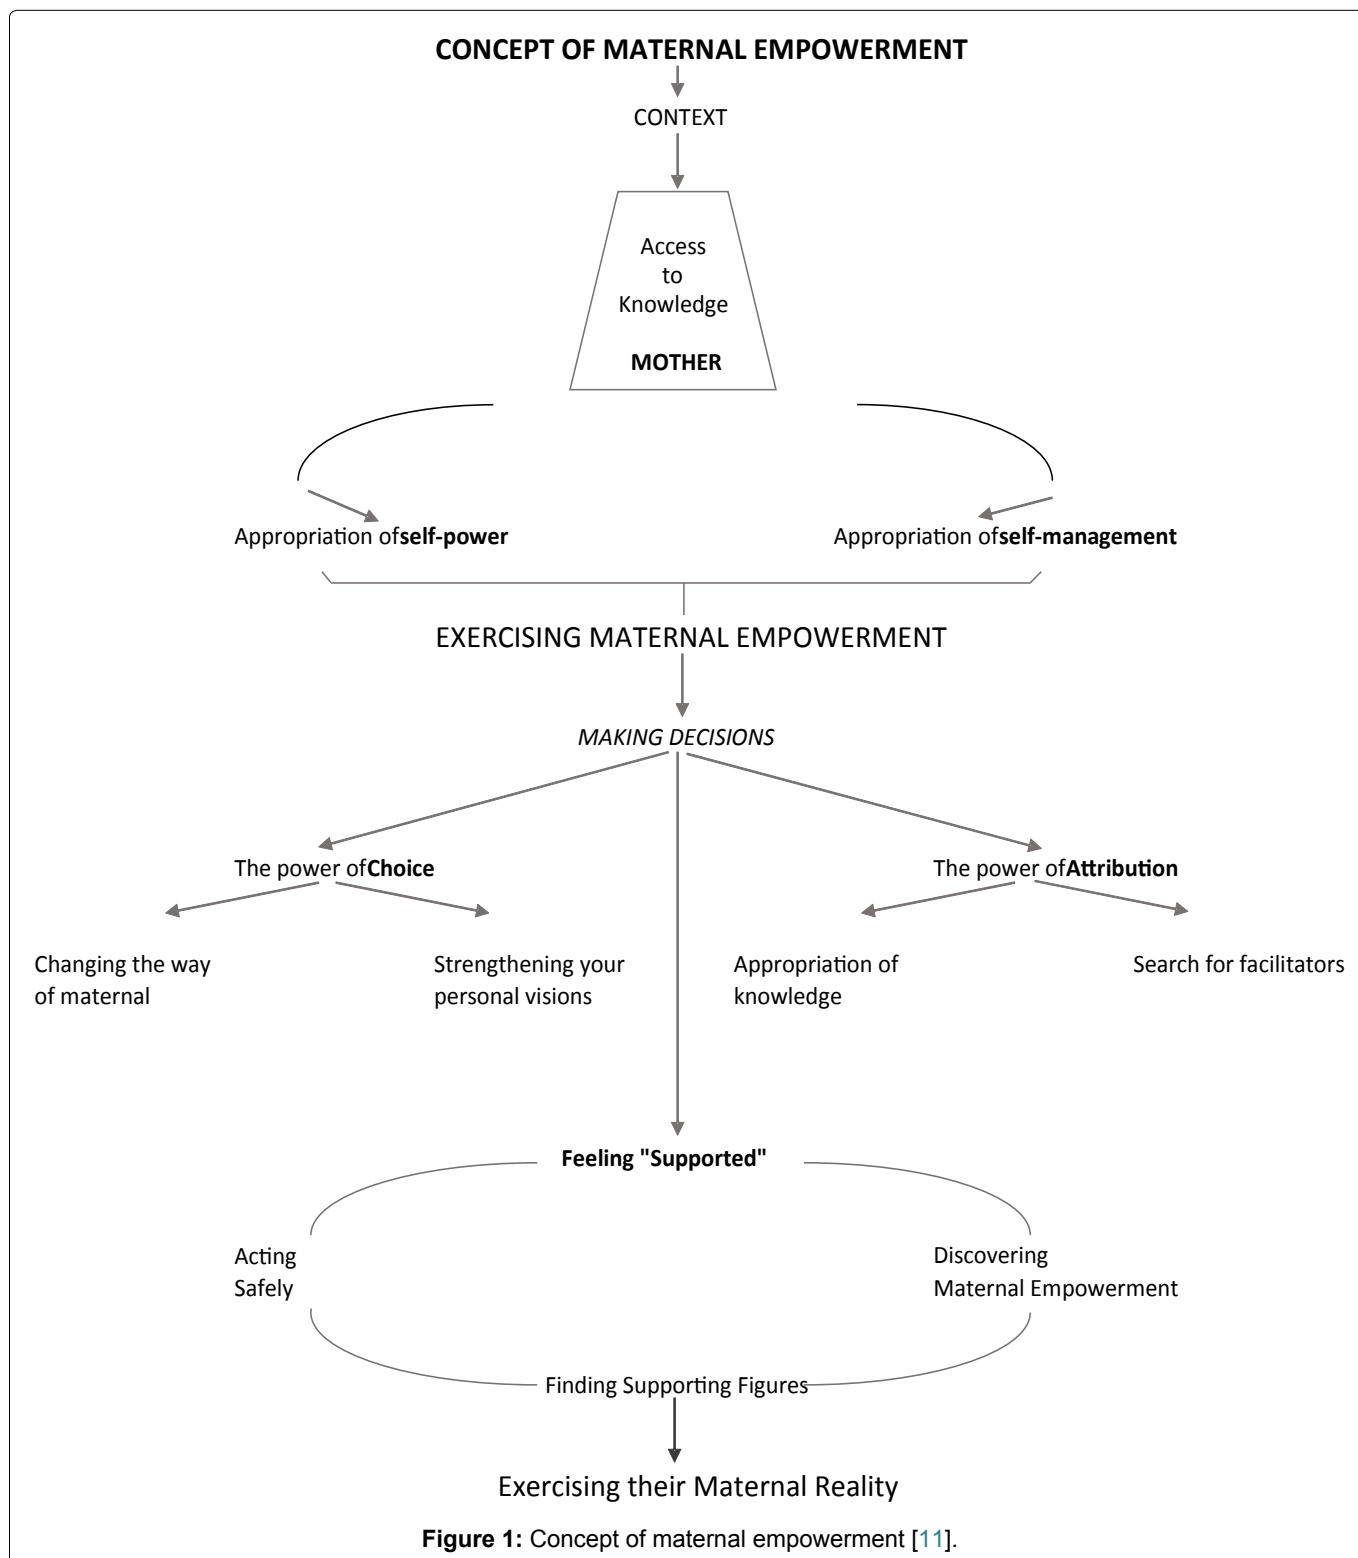 CONCEPT OF MATERNAL EMPOWERMENT
CONTEXT
Access
to
Knowledge
MOTHER
Appropriation ofself-power
Appropriation ofself-management
EXERCISING MATERNAL EMPOWERMENT
MAKING DECISIONS
The power ofChoice
The power ofAttribution
Changing the way
of maternal
Strengthening your
personal visions
Appropriation of
knowledge
Search for facilitators
Feeling "Supported"
Acting
Safely
Discovering
Maternal Empowerment
Finding Supporting Figures
Exercising their Maternal Reality
Figure 1: Concept of maternal empowerment [11].